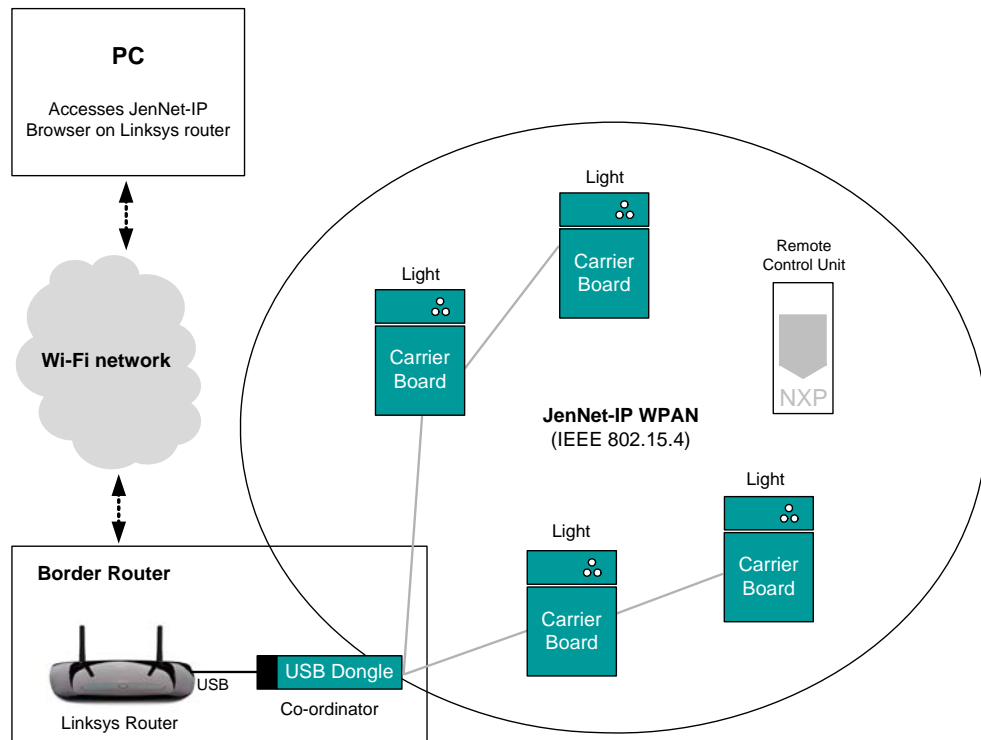 PC
Accesses JenNet-IP
Browser on Linksys router
Wi-Fi network
Light
Carrier
Board
Light
Carrier
Board
Remote
Control Unit
NXP
JenNet-IP WPAN
(IEEE 802.15.4)
Light
Carrier
Board
Light
Carrier
Board
Border Router
USB
USB Dongle
Linksys Router
Co-ordinator